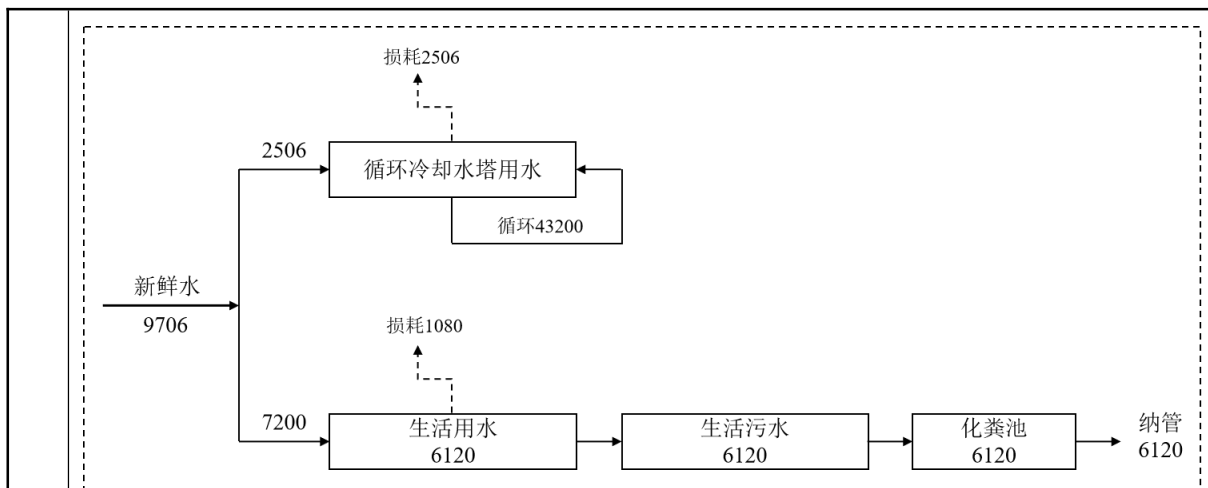 损耗2506
2506
循环冷却水塔用水
循环43200
新鲜水
9706
损耗1080
7200
生活用水
6120
生活污水
6120
化粪池
6120
纳管
6120